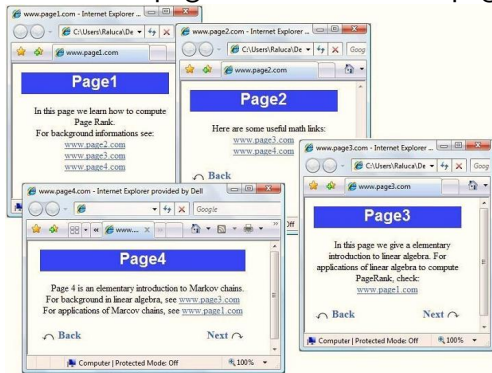 www.page1.com - Internet Explorer ...
C:\Users\Raluca\De
www.page1.com
Page1
In this page we learn how to compute
Page Rank.
For background informations see:
www.page2.com
www.page3.com
www.page4.com
www.page2.com - Internet Explorer ...
C:\Users\Raluca\De
Goog
www.page2.com
Page2
Here are some useful math links:
www.page3.com
www.page4.com
Back
Off
www.page3.com - Internet Explorer ...
C:\Users\Raluca\De
Goog
www.page3.com
Page3
In this page we give a elementary
introduction to linear algebra. For
applications of linear algebra to compute
PageRank, check:
www.page1.com
Back Next
Computer | Protected Mode: Off 100%
www.page4.com - Internet Explorer provided by Dell
Google
www....
Page4
Page 4 is an elementary introduction to Markov chains.
For background in linear algebra, see www.page3.com
For applications of Marcov chains, see www.page1.com
Back Next
Computer | Protected Mode: Off 100%